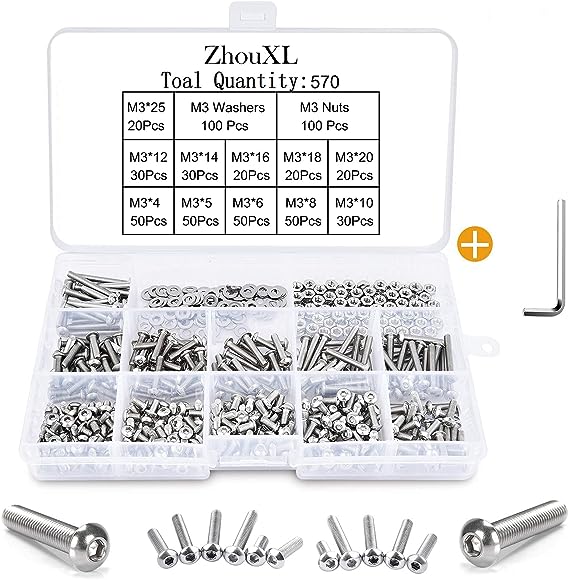 ZhouXL
Toal Quantity:570
M3*25 M3 Washers M3 Nuts
20Pcs 100 Pcs 100 Pcs
M3*12 M3*14 M3*16 M3*18 M3*20
30Pcs 30Pcs 20Pcs 20Pcs 20Pcs
M3*4 M3*5 M3*6 M3*8 M3*10
50Pcs 50Pcs 50Pcs 50Pcs 30Pcs